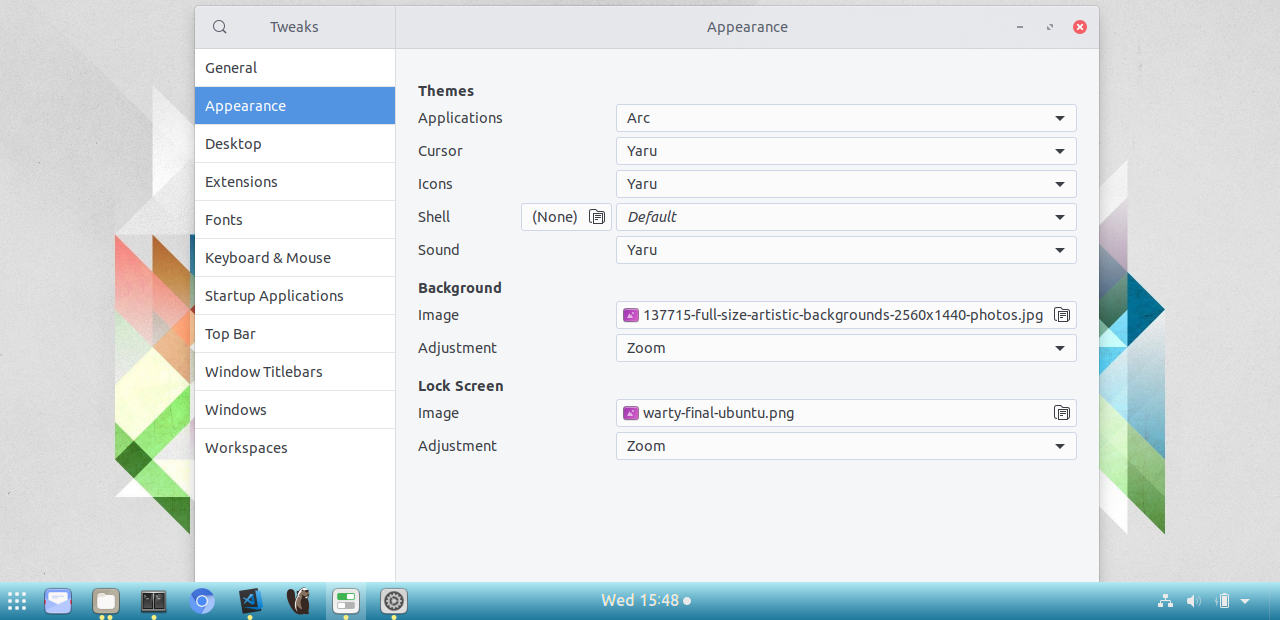 Tweaks
Appearance
General
Appearance
Desktop
Extensions
Fonts
Keyboard & Mouse
Startup Applications
Top Bar
Window Titlebars
Windows
Workspaces
Themes
Applications Arc
Cursor Yaru
Icons Yaru
Shell (None) Default
Sound Yaru
Background
Image 137715-full-size-artistic-backgrounds-2560x1440-photos.jpg
Adjustment Zoom
Lock Screen
Image warty-final-ubuntu.png
Adjustment Zoom
Wed 15:48